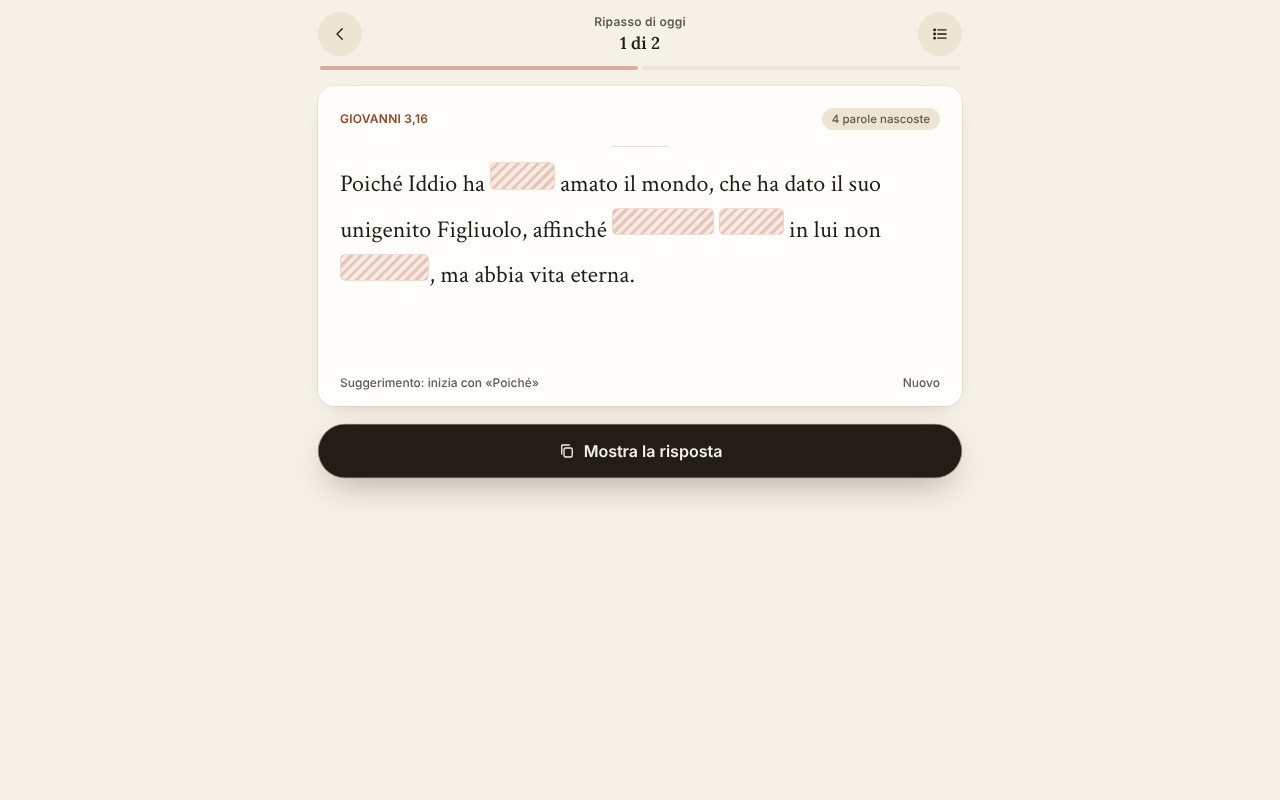 Ripasso di oggi
1 di 2
GIOVANNI 3,16
4 parole nascoste
Poiché Iddio ha amato il mondo, che ha dato il suo
unigenito Figliuolo, affinché in lui non
, ma abbia vita eterna.
Suggerimento: inizia con «Poiché»
Nuovo
Mostra la risposta